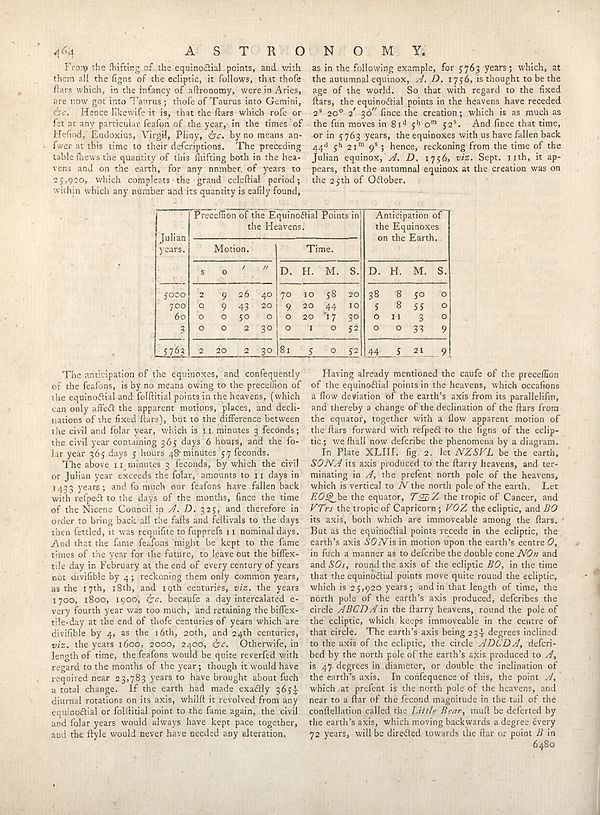 464
A S T R O N O M Y.
From the ſhifting of the equinoctial points, and with
them all the ſigns of the ecliptic, it follows, that thoſe
ſtars which, in the infancy of aſtronomy, were in Aries,
are now got into Taurus; thoſe of Taurus into Gemini,
&c. Hence likewiſe it is, that the ſtars which roſe or
ſet at any particular ſeaſon of the year, in the times of
Heſiod, Eudoxius, Virgil, Pliny, &c. by no means an-
ſwer at this time to their deſcriptions. The preceding
table ſhews the quantity of this ſhifting both in the hea-
vens and on the earth, for any number of years to
25,920, which compleats the grand celeſtial period;
within which any number and its quantity is eaſily found,
as in the following example, for 5763 years; which, at
the autumnal equinox, A. D. 1756, is thought to be the
age of the world. So that with regard to the fixed
ſtars, the equinoctial points in the heavens have receded
2s 20° 2′ 30″ ſince the creation; which is as much as
the ſun moves in 81d 5h 0m 52s. And ſince that time,
or in 5763 years, the equinoxes with us have fallen back
44d 5h 21m 9s; hence, reckoning from the time of the
Julian equinox, A. D. 1756, viz. Sept. 11th, it ap-
pears, that the autumnal equinox at the creation was on
the 25th of October.
Julian years. | Preceſſion of the Equinoctial Points in the Heavens. | Anticipation of the Equinoxes on the Earth.
Motion. | Time.
s o ′ ″ | D. H. M. S. | D. H. M. S.
5000 | 2 9 26 40 | 70 10 58 20 | 38 8 50 0
700 | 0 9 43 20 | 9 20 44 10 | 5 8 55 0
60 | 0 0 50 0 | 0 20 17 30 | 0 11 3 0
3 | 0 0 2 30 | 0 1 0 52 | 0 0 33 9
5763 | 2 20 2 30 | 81 5 0 52 | 44 5 21 9
The anticipation of the equinoxes, and conſequently
of the ſeaſons, is by no means owing to the preceſſion of
the equinoctial and ſolſtitial points in the heavens, (which
can only affect the apparent motions, places, and decli-
nations of the fixed ſtars), but to the difference between
the civil and ſolar year, which is 11 minutes 3 ſeconds;
the civil year containing 365 days 6 hours, and the ſo-
lar year 365 days 5 hours 48 minutes 57 ſeconds.
The above 11 minutes 3 ſeconds, by which the civil
or Julian year exceeds the ſolar, amounts to 11 days in
1433 years; and ſo much our ſeaſons have fallen back
with reſpect to the days of the months, ſince the time
of the Nicene Council in A. D. 325, and therefore in
order to bring back all the faſts and feſtivals to the days
then ſettled, it was requiſite to ſuppreſs 11 nominal days.
And that the ſame ſeaſons might be kept to the ſame
times of the year for the future, to leave out the biſſex-
tile day in February at the end of every century of years
not diviſible by 4; reckoning them only common years,
as the 17th, 18th, and 19th centuries, viz. the years
1700, 1800, 1900, &c. becauſe a day intercalated e-
very fourth year was too much, and retaining the biſſex-
tile-day at the end of thoſe centuries of years which are
diviſible by 4, as the 16th, 20th, and 24th centuries,
viz. the years 1600, 2000, 2400, &c. Otherwiſe, in
length of time, the ſeaſons would be quite reverſed with
regard to the months of the year; though it would have
required near 23,783 years to have brought about ſuch
a total change. If the earth had made exactly 365¼
diurnal rotations on its axis, whilſt it revolved from any
equinoctial or ſolſtitial point to the ſame again, the civil
and ſolar years would always have kept pace together,
and the ſtyle would never have needed any alteration.
Having already mentioned the cauſe of the preceſſion
of the equinoctial points in the heavens, which occaſions
a ſlow deviation of the earth's axis from its paralleliſm,
and thereby a change of the declination of the ſtars from
the equator, together with a ſlow apparent motion of
the ſtars forward with reſpect to the ſigns of the eclip-
tic; we ſhall now deſcribe the phenomena by a diagram.
In Plate XLIII. fig. 2. let NZSVL be the earth,
SONA its axis produced to the ſtarry heavens, and ter-
minating in A, the preſent north pole of the heavens,
which is vertical to N the north pole of the earth. Let
EOQ be the equator, T♋Z the tropic of Cancer, and
VT♑ the tropic of Capricorn; VOZ the ecliptic, and BO
its axis, both which are immoveable among the ſtars.
But as the equinoctial points recede in the ecliptic, the
earth's axis SON is in motion upon the earth's centre O,
in ſuch a manner as to deſcribe the double cone NOn and
and SOs, round the axis of the ecliptic BO, in the time
that the equinoctial points move quite round the ecliptic,
which is 25,920 years; and in that length of time, the
north pole of the earth's axis produced, deſcribes the
circle ABCDA in the ſtarry heavens, round the pole of
the ecliptic, which keeps immoveable in the centre of
that circle. The earth's axis being 23½ degrees inclined
to the axis of the ecliptic, the circle ABCDA, deſcri-
bed by the north pole of the earth's axis produced to A,
is 47 degrees in diameter, or double the inclination of
the earth's axis. In conſequence of this, the point A,
which at preſent is the north pole of the heavens, and
near to a ſtar of the ſecond magnitude in the tail of the
conſtellation called the Little Bear, muſt be deſerted by
the earth's axis, which moving backwards a degree every
72 years, will be directed towards the ſtar or point B in
6480